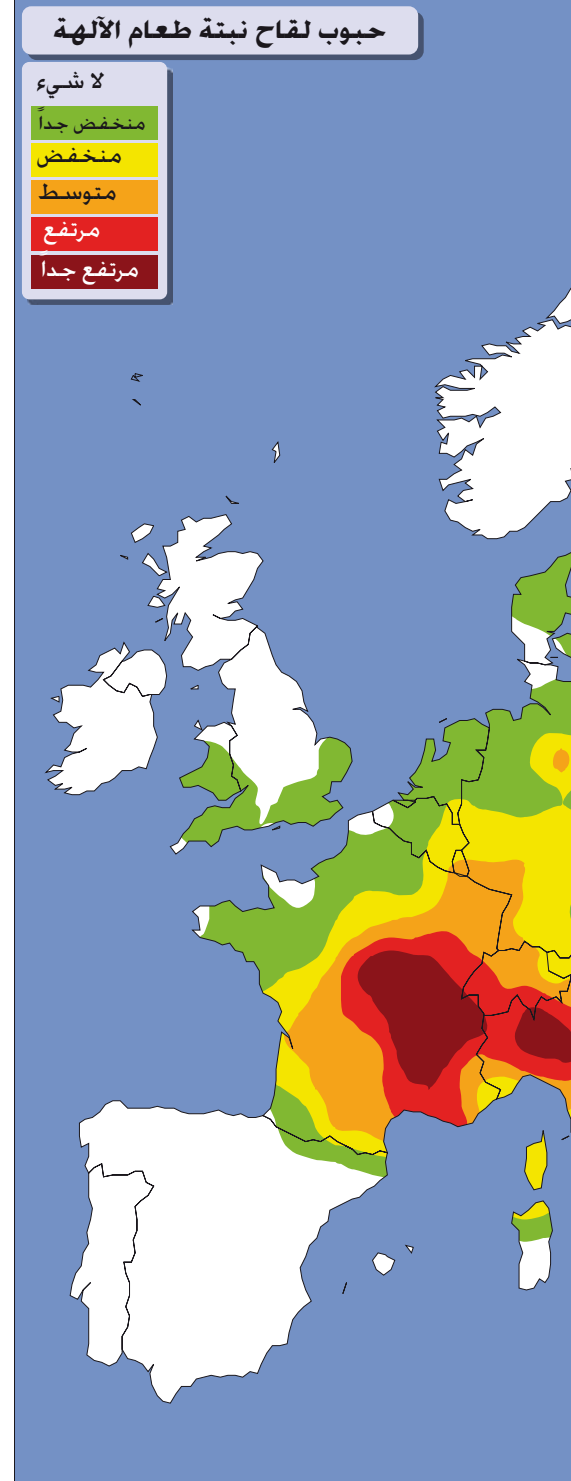 حبوب لقاح نبتة طعام الآلهة
لا شيء
منخفض جداً
منخفض
متوسط
مرتفع
مرتفع جداً